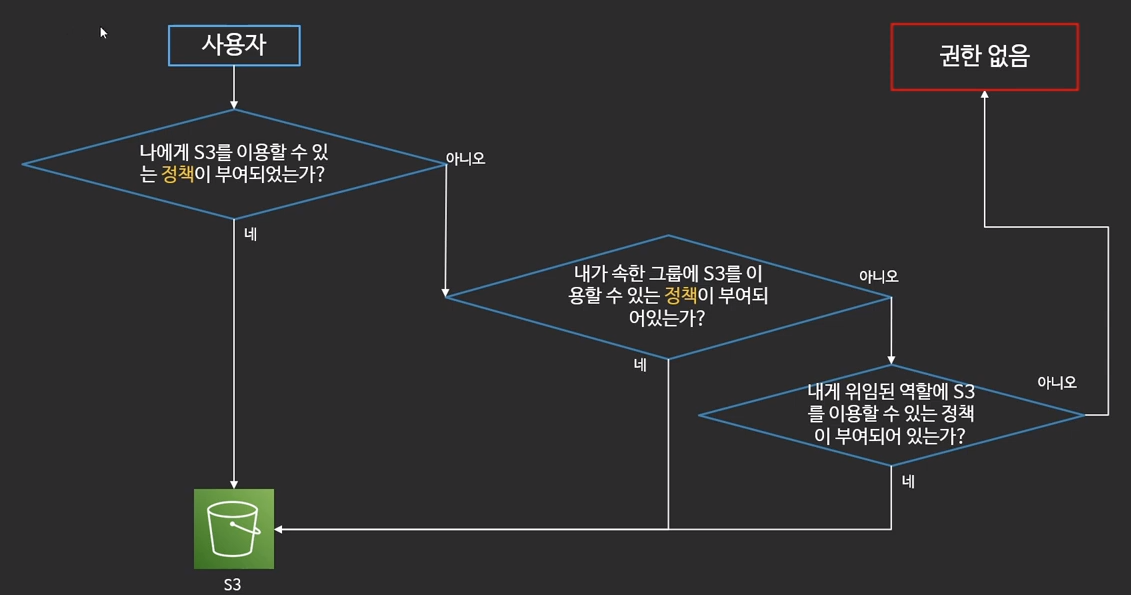 사용자
권한 없음
나에게 S3를 이용할 수 있
는 정책이 부여되었는가?
아니오
네
내가 속한 그룹에 S3를 이
용할 수 있는 정책이 부여되
어있는가?
아니오
네
내게 위임된 역할에 S3
를 이용할 수 있는 정책
이 부여되어 있는가?
아니오
네
S3